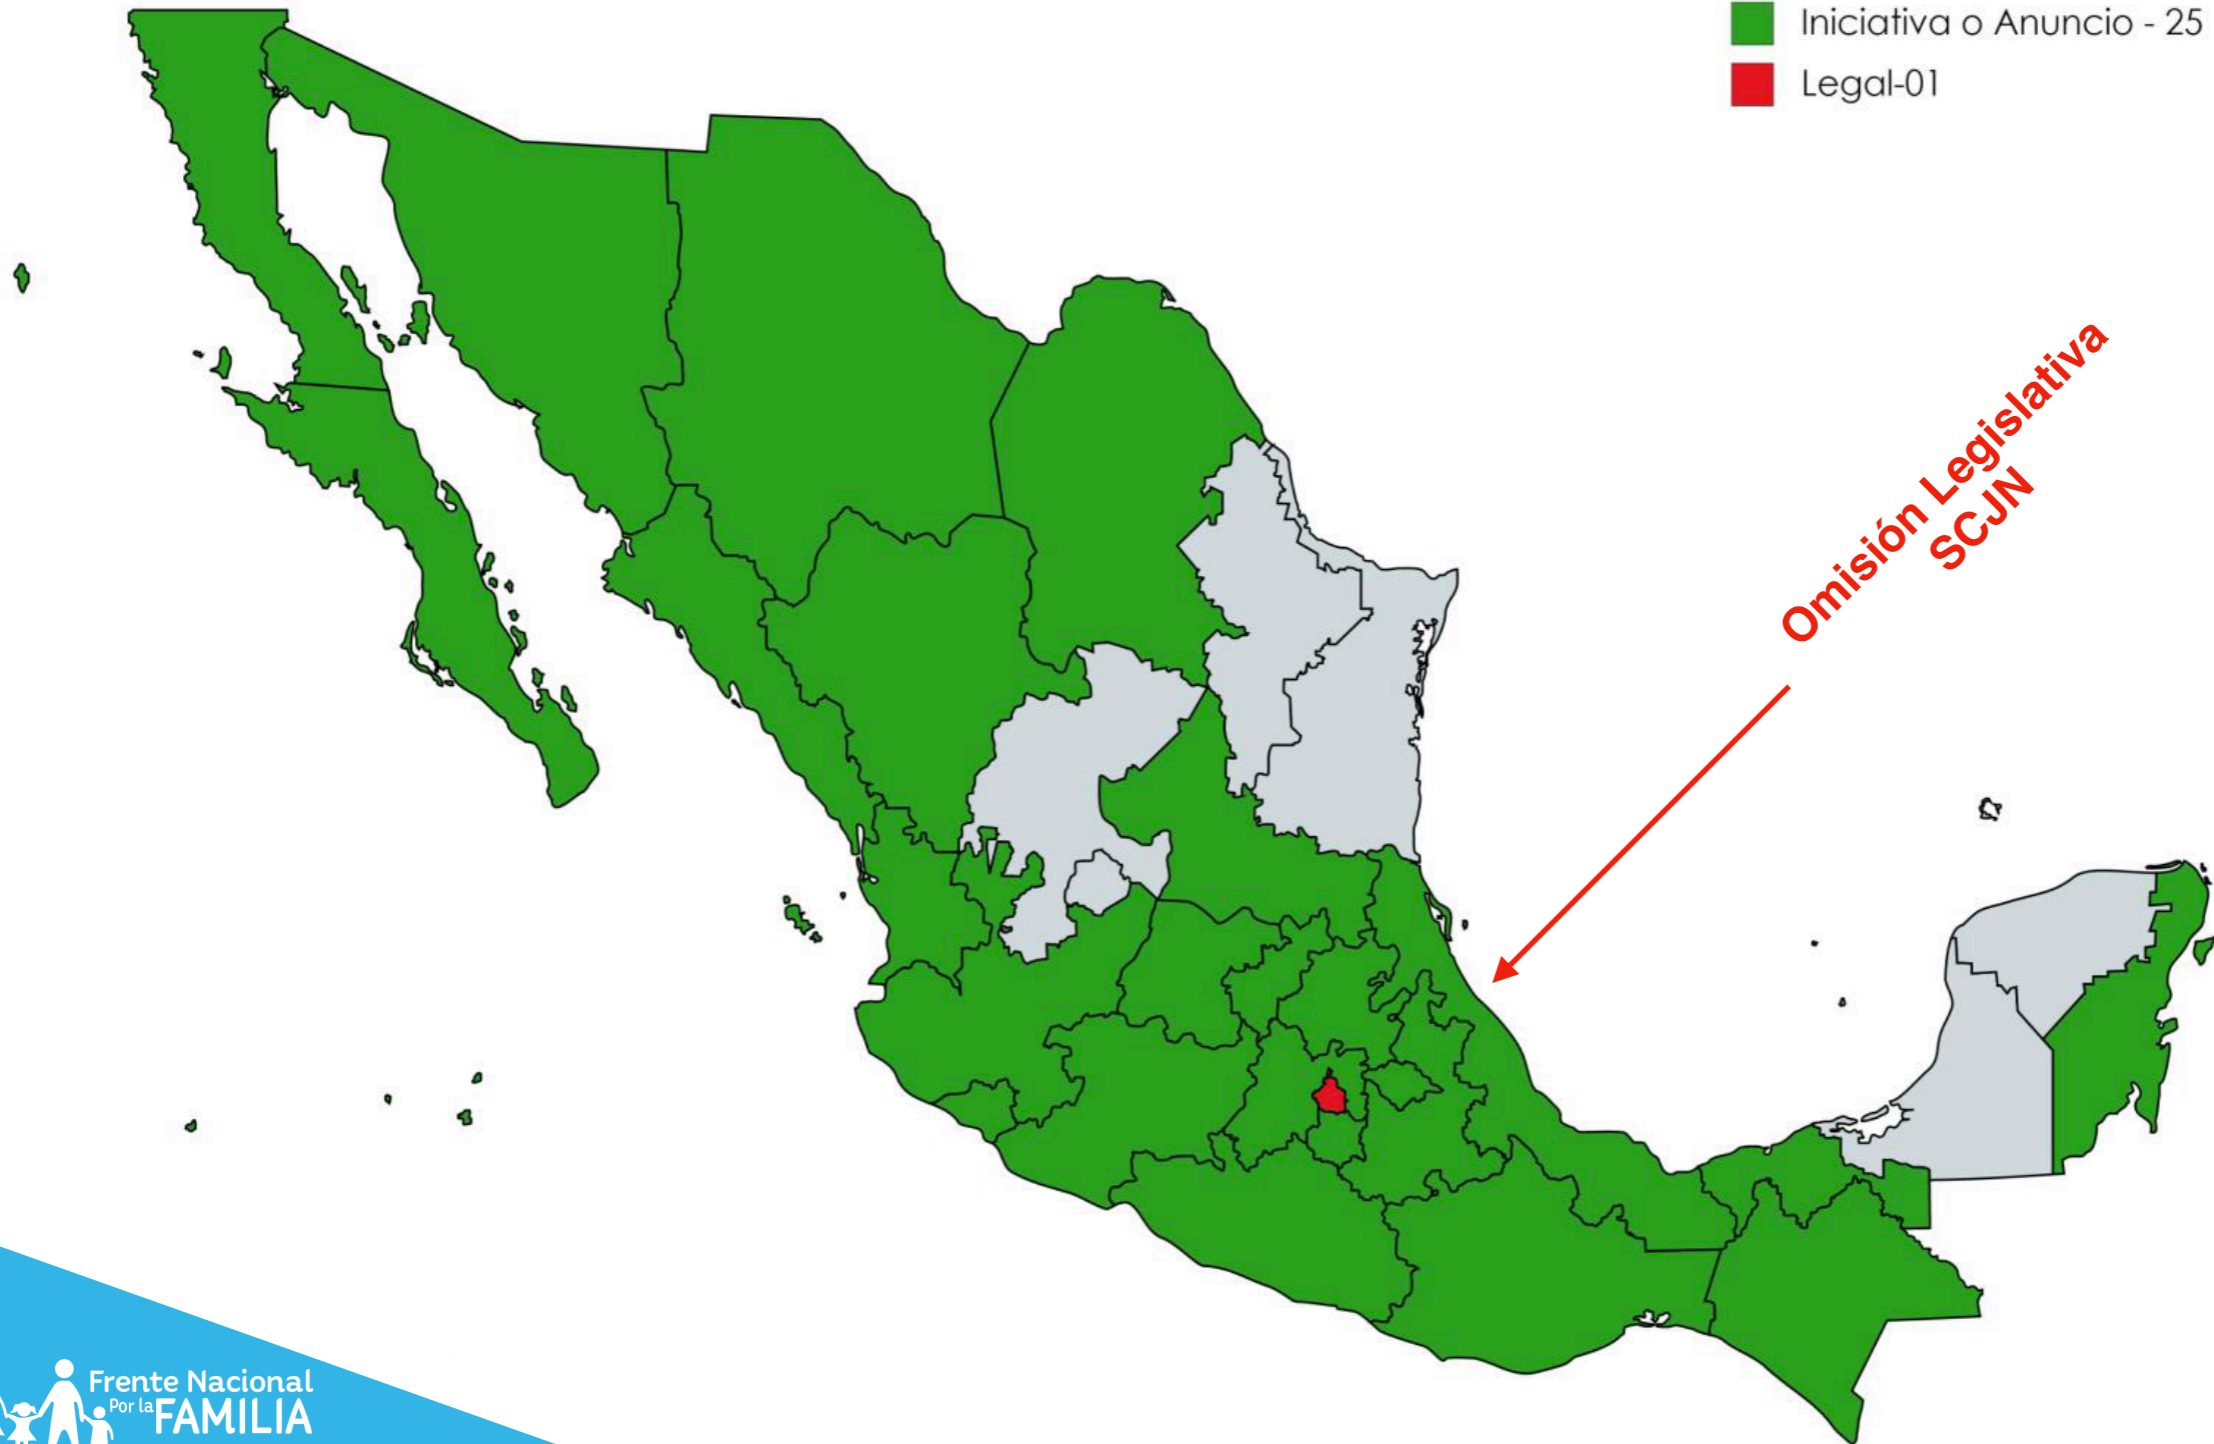 Iniciativa o Anuncio - 25
Legal-01
Omisión Legislativa
SCJN
Frente Nacional
Por la FAMILIA